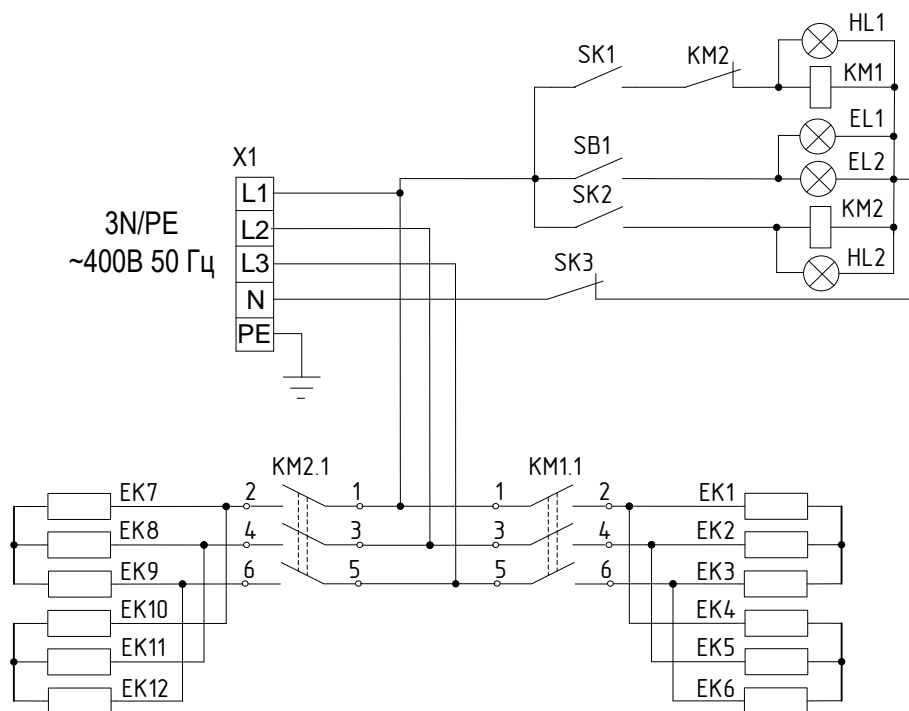 HL1
SK1 KM2
KM1
EL1
SB1
EL2
X1
SK2
KM2
L1
HL2
3N/PE
L2
~400В 50 Гц
L3
SK3
N
PE
KM2.1 KM1.1
EK7 2 1 1 2 EK1
EK8 4 3 3 4 EK2
EK9 6 5 5 6 EK3
EK10 EK4
EK11 EK5
EK12 EK6